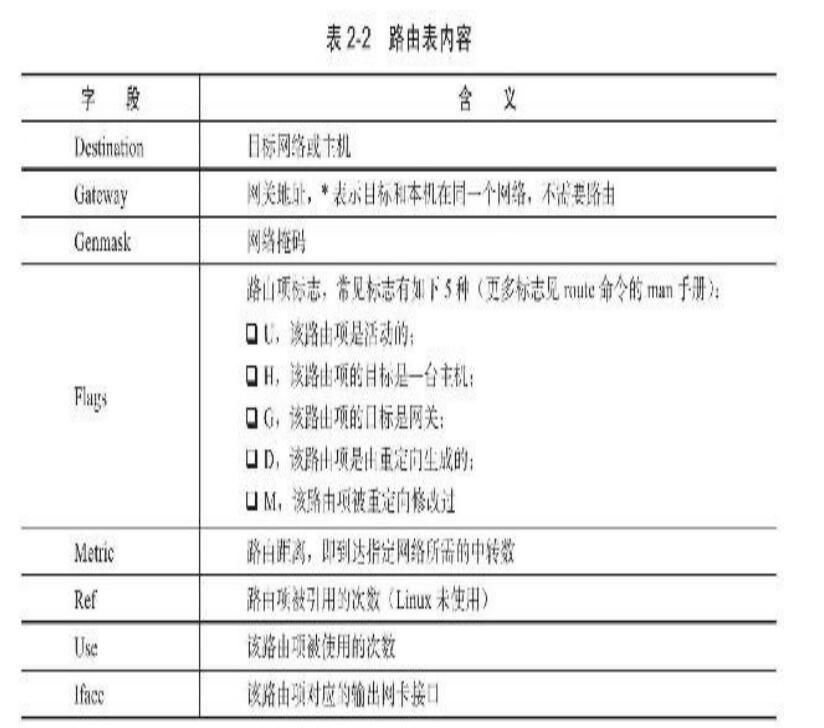 表 2-2 路由表内容
字 段 含 义
Destination 目标网络或主机
Gateway 网关地址，* 表示目标和本机在同一个网络，不需要路由
Genmask 网络掩码
Flags
路由项标志，常见标志有如下 5 种（更多标志见 route 命令的 man 手册）：
❑ U，该路由项是活动的；
❑ H，该路由项的目标是一台主机；
❑ G，该路由项的目标是网关；
❑ D，该路由项是由重定向生成的；
❑ M，该路由项被重定向修改过
Metric 路由距离，即到达指定网络所需的中转数
Ref 路由项被引用的次数（Linux 未使用）
Use 该路由项被使用的次数
Iface 该路由项对应的输出网卡接口